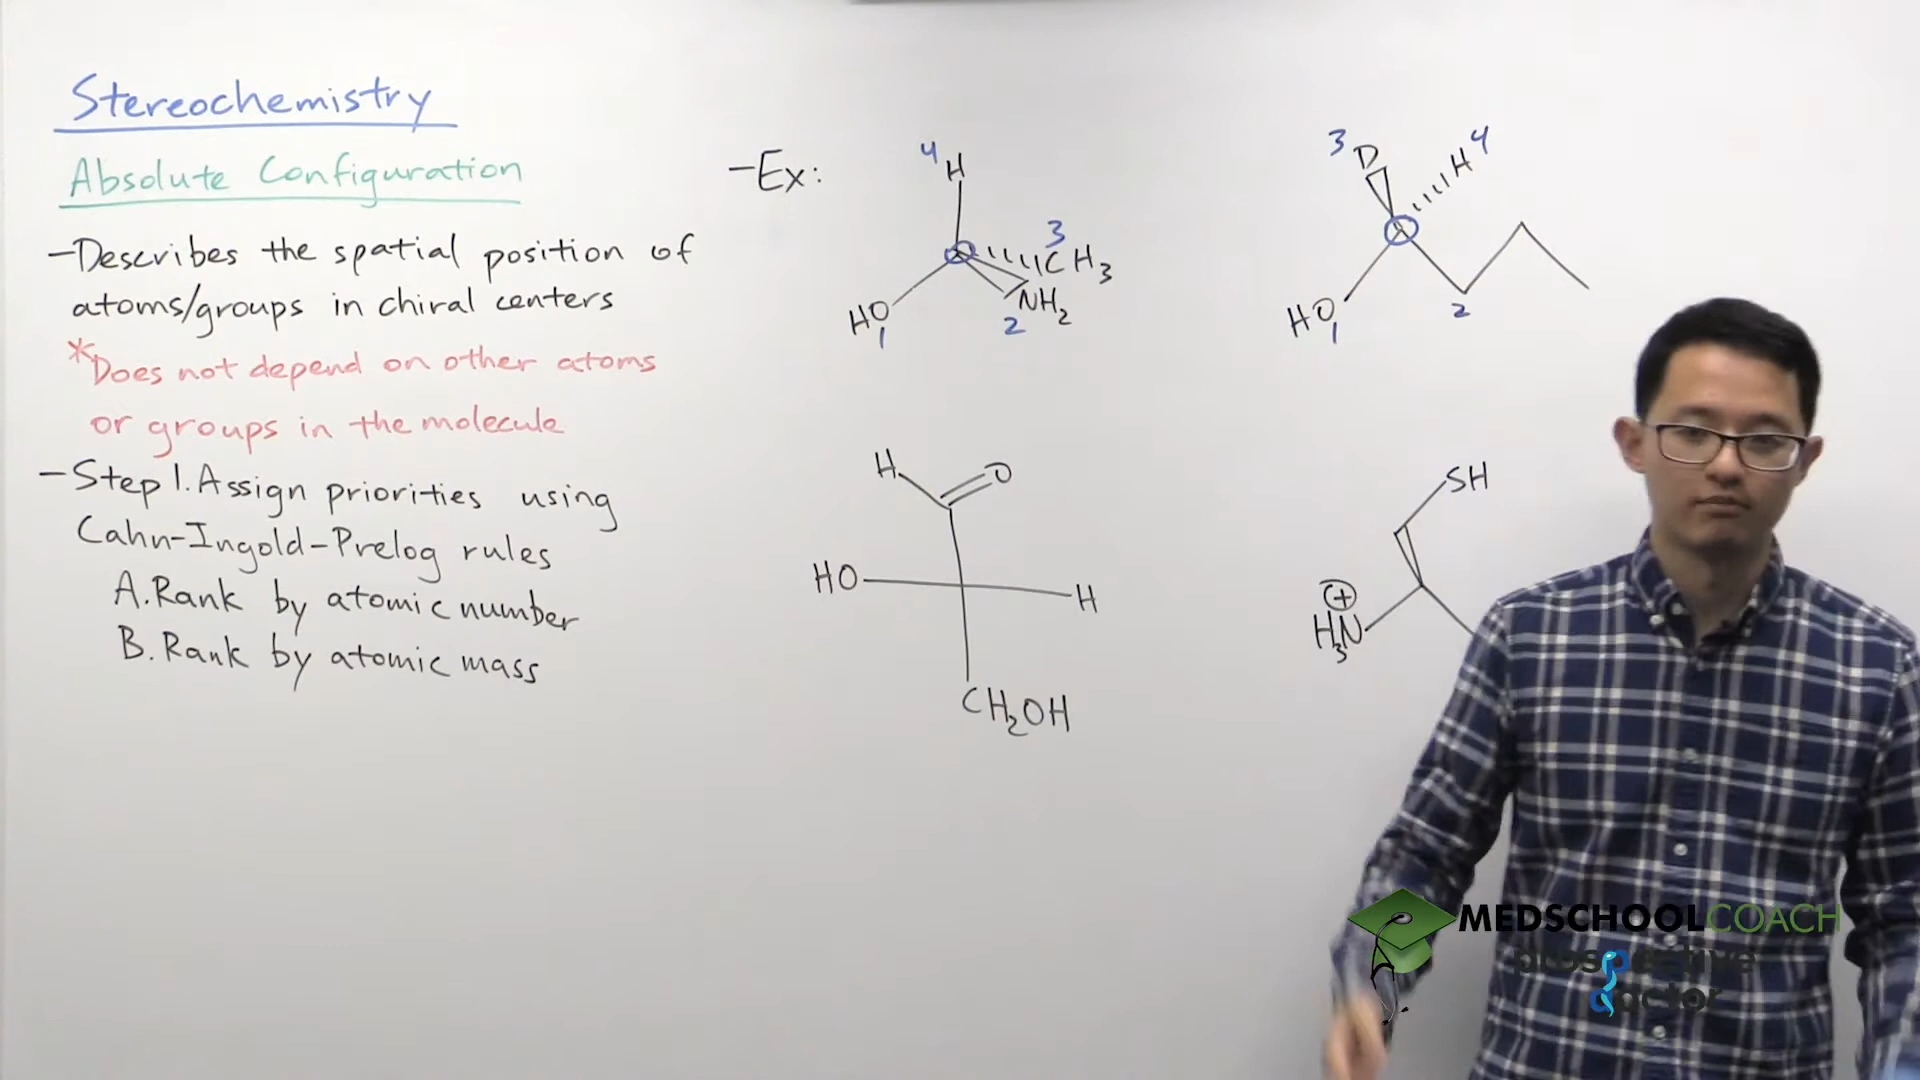 Stereochemistry
Absolute Configuration
-Describes the spatial position of
atoms/groups in chiral centers
*Does not depend on other atoms
or groups in the molecule
-Step 1. Assign priorities using
Cahn-Ingold-Prelog rules
A. Rank by atomic number
B. Rank by atomic mass
-Ex:
4 H
3
CH3
HO
1
NH2
2
3 D
H 4
HO
1
2
H
O
HO
H
CH2OH
SH
+
H3N
MEDSCHOOLCOACH
prospective
doctor